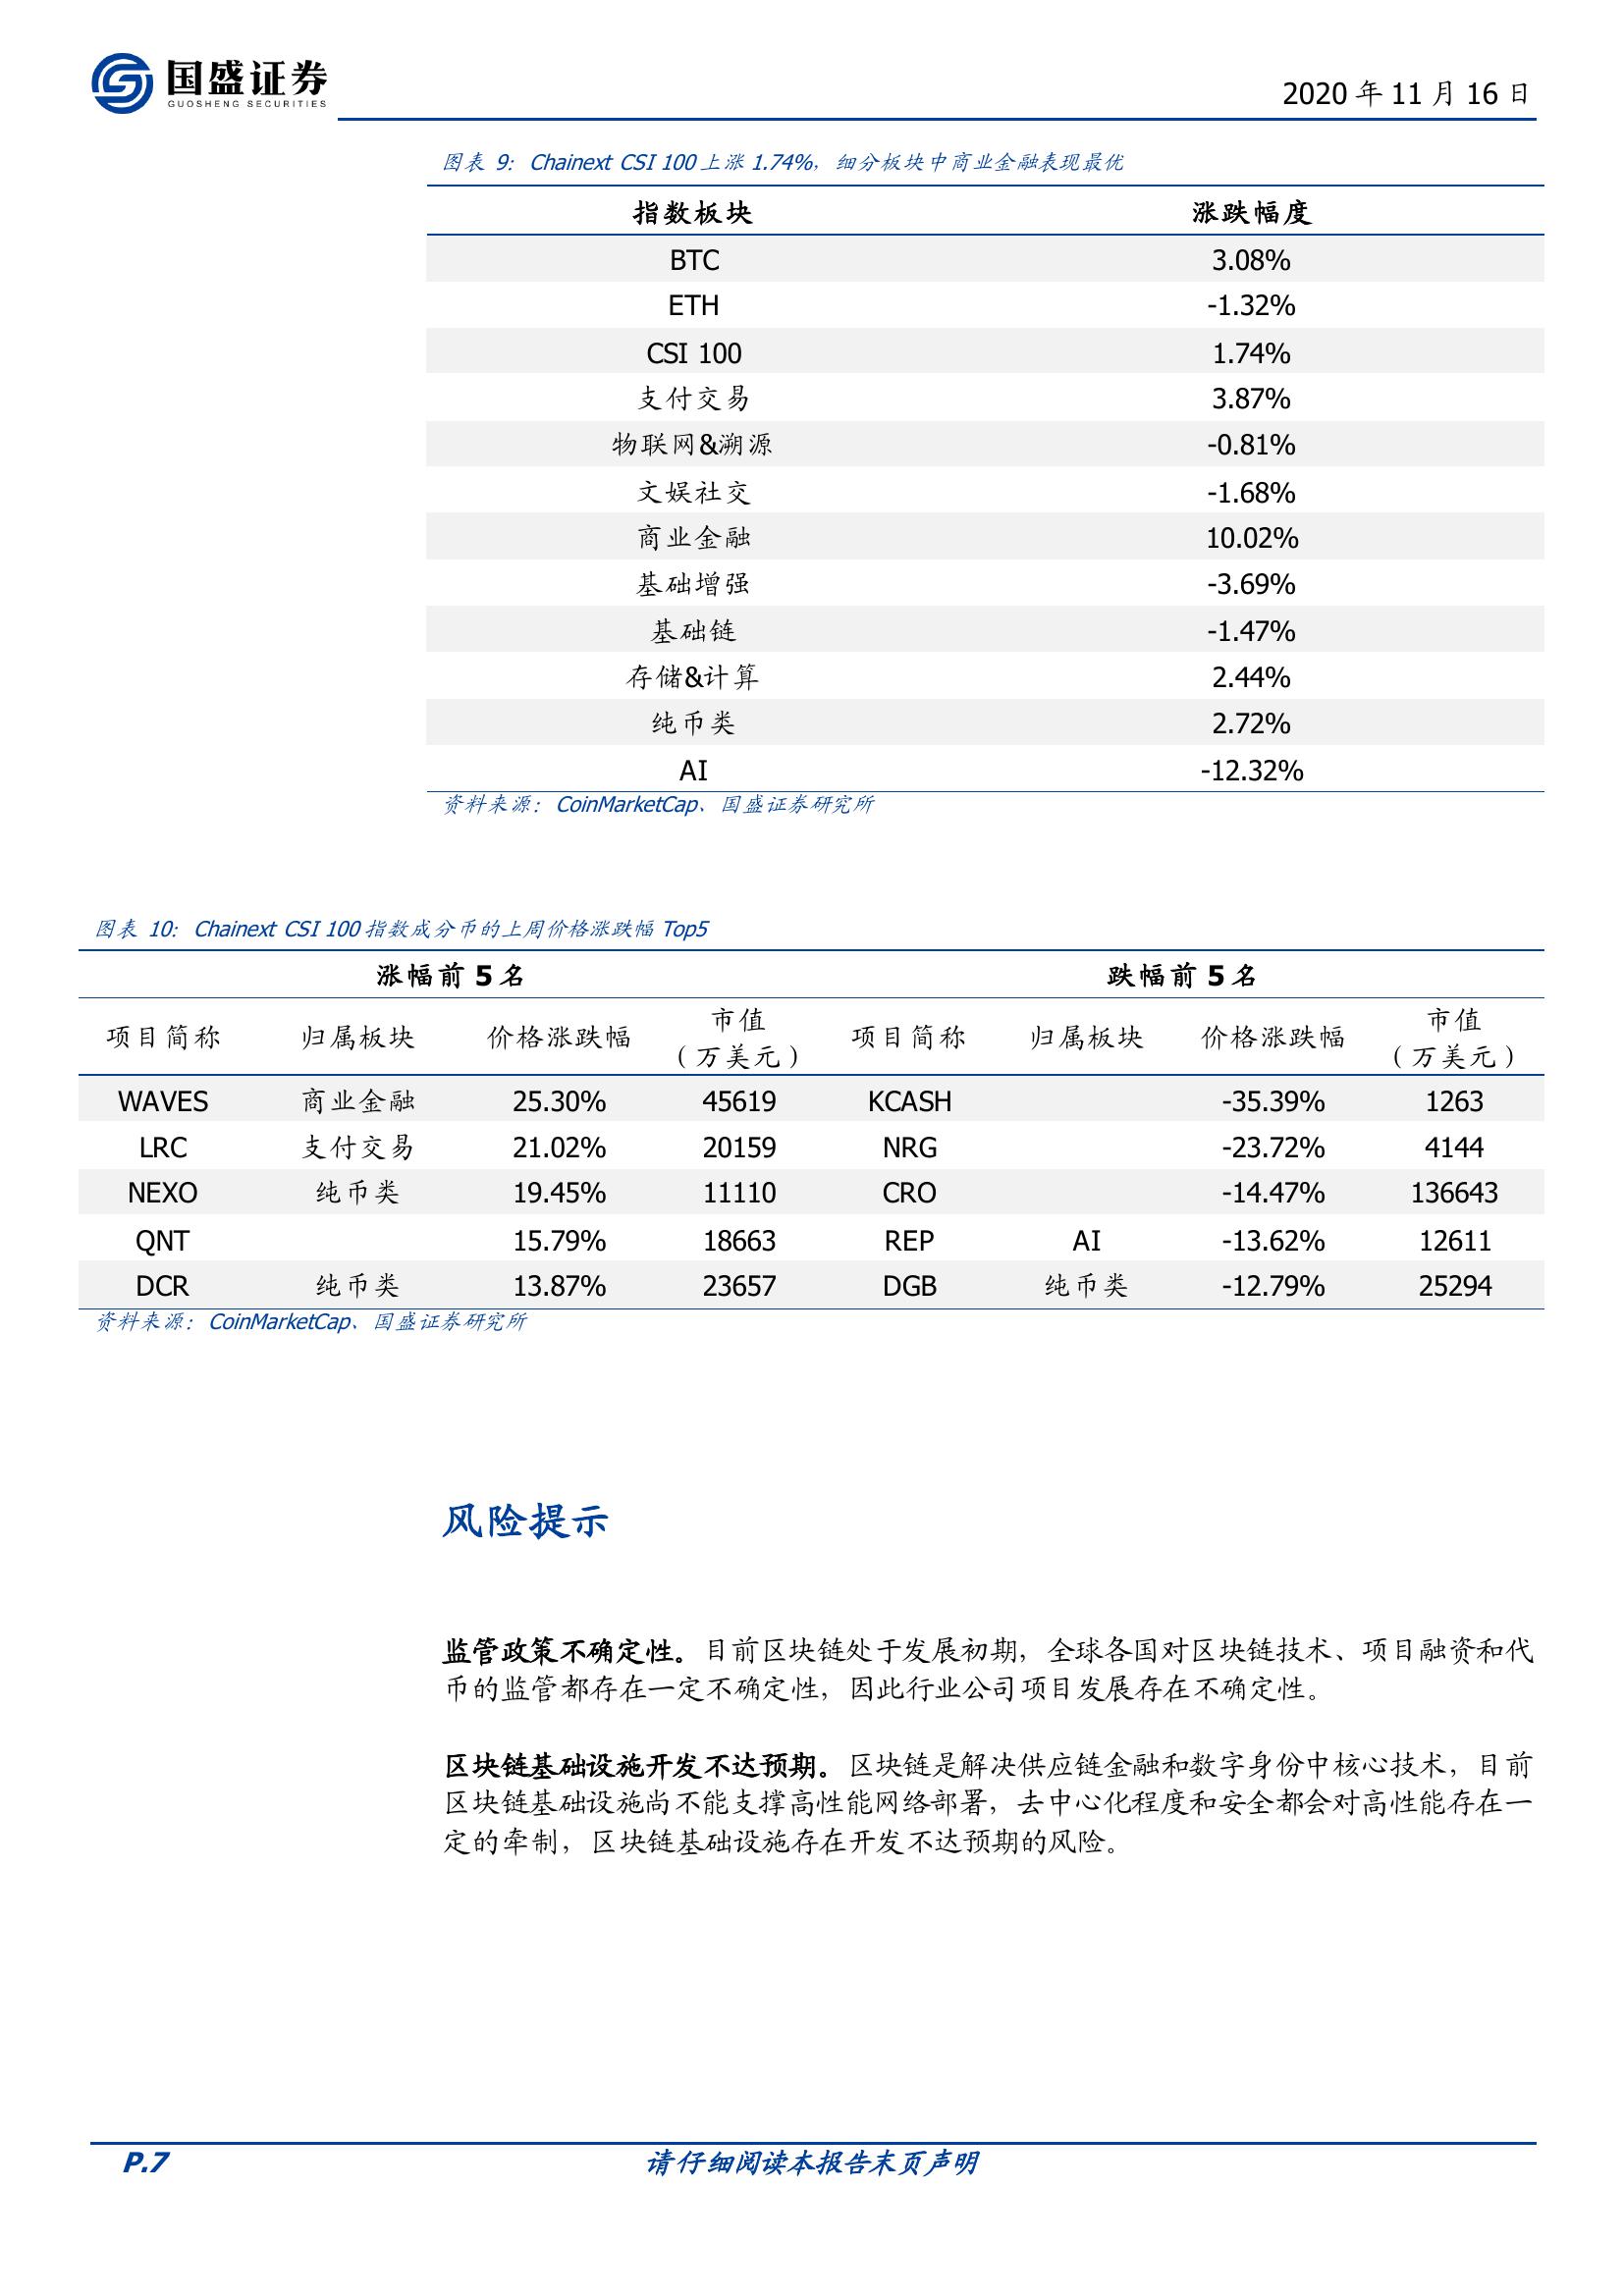 国盛证券
GUOSHENG SECURITIES
2020 年 11 月 16 日
图表 9：Chainext CSI 100 上涨 1.74%，细分板块中商业金融表现最优
指数板块 涨跌幅度
BTC 3.08%
ETH -1.32%
CSI 100 1.74%
支付交易 3.87%
物联网&溯源 -0.81%
文娱社交 -1.68%
商业金融 10.02%
基础增强 -3.69%
基础链 -1.47%
存储&计算 2.44%
纯币类 2.72%
AI -12.32%
资料来源：CoinMarketCap、国盛证券研究所
图表 10：Chainext CSI 100 指数成分币的上周价格涨跌幅 Top5
涨幅前 5 名 跌幅前 5 名
项目简称 归属板块 价格涨跌幅 市值（万美元） 项目简称 归属板块 价格涨跌幅 市值（万美元）
WAVES 商业金融 25.30% 45619 KCASH -35.39% 1263
LRC 支付交易 21.02% 20159 NRG -23.72% 4144
NEXO 纯币类 19.45% 11110 CRO -14.47% 136643
QNT 15.79% 18663 REP AI -13.62% 12611
DCR 纯币类 13.87% 23657 DGB 纯币类 -12.79% 25294
资料来源：CoinMarketCap、国盛证券研究所
风险提示
监管政策不确定性。目前区块链处于发展初期，全球各国对区块链技术、项目融资和代
币的监管都存在一定不确定性，因此行业公司项目发展存在不确定性。
区块链基础设施开发不达预期。区块链是解决供应链金融和数字身份中核心技术，目前
区块链基础设施尚不能支撑高性能网络部署，去中心化程度和安全都会对高性能存在一
定的牵制，区块链基础设施存在开发不达预期的风险。
P.7 请仔细阅读本报告末页声明